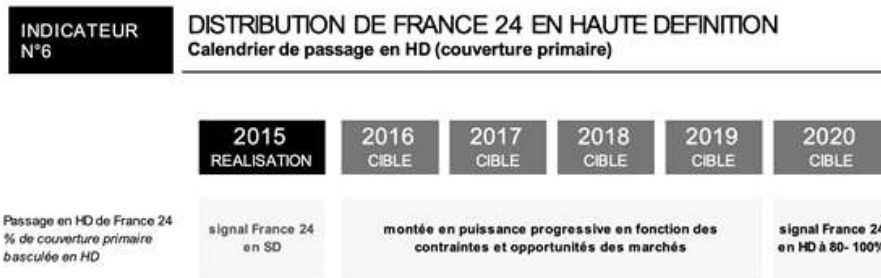 INDICATEUR
N°6
DISTRIBUTION DE FRANCE 24 EN HAUTE DEFINITION
Calendrier de passage en HD (couverture primaire)
2015
REALISATION
2016
CIBLE
2017
CIBLE
2018
CIBLE
2019
CIBLE
2020
CIBLE
Passage en HD de France 24
% de couverture primaire
basculée en HD
signal France 24
en SD
montée en puissance progressive en fonction des
contraintes et opportunités des marchés
signal France 24
en HD à 80- 100%